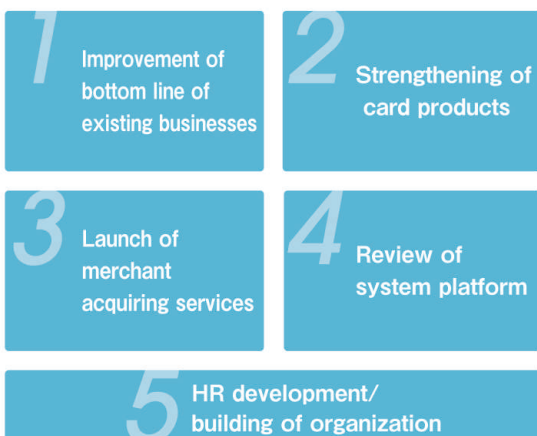 1
Improvement of
bottom line of
existing businesses
2
Strengthening of
card products
3
Launch of
merchant
acquiring services
4
Review of
system platform
5
HR development/
building of organization